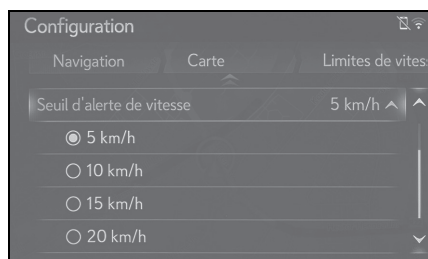 Configuration
Navigation Carte Limites de
Seuil d'alerte de vitesse 5 km/h
5 km/h
10 km/h
15 km/h
20 km/h